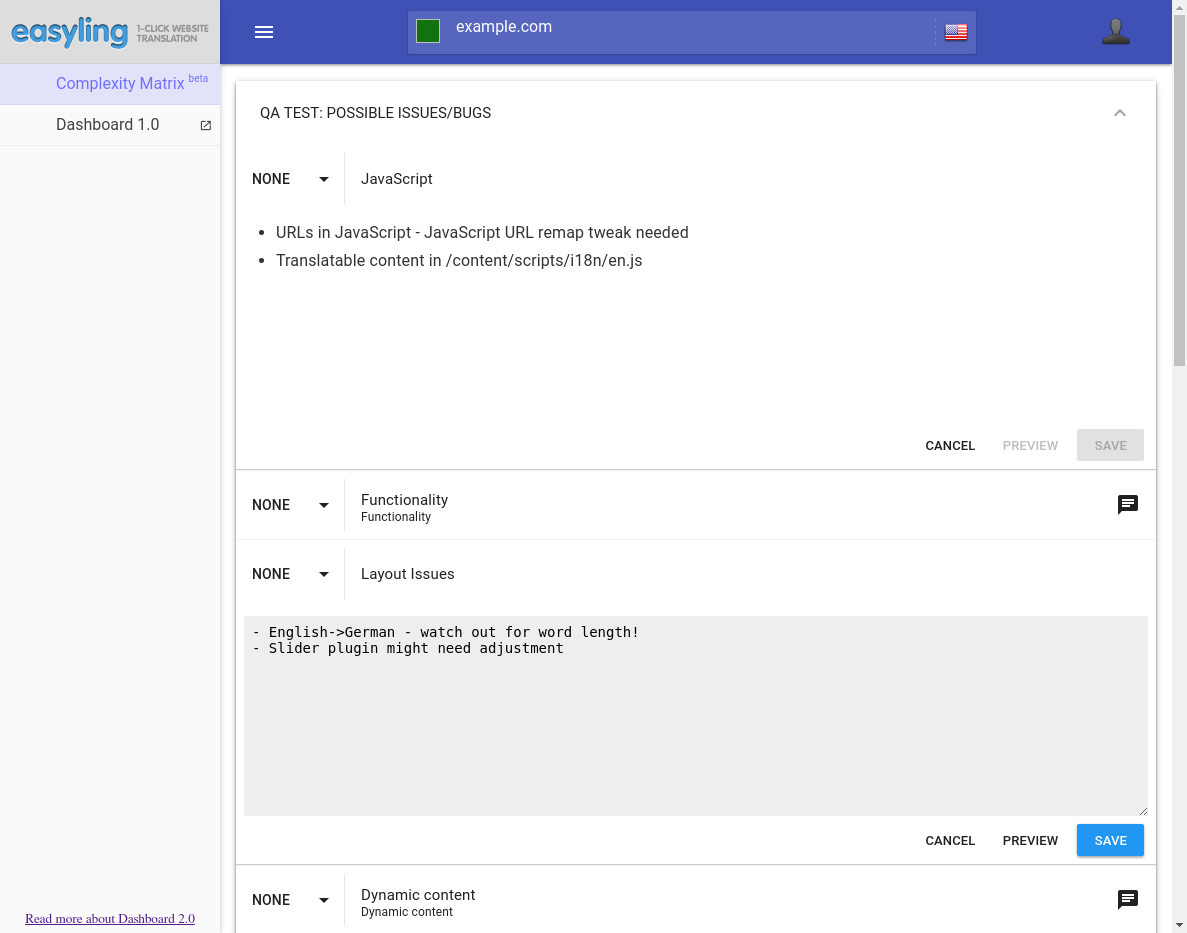 easyling 1-CLICK WEBSITE
TRANSLATION
example.com
Complexity Matrix beta
Dashboard 1.0
QA TEST: POSSIBLE ISSUES/BUGS
NONE JavaScript
• URLs in JavaScript - JavaScript URL remap tweak needed
• Translatable content in /content/scripts/i18n/en.js
CANCEL PREVIEW SAVE
NONE Functionality
Functionality
NONE Layout Issues
- English->German - watch out for word length!
- Slider plugin might need adjustment
CANCEL PREVIEW SAVE
NONE Dynamic content
Dynamic content
Read more about Dashboard 2.0